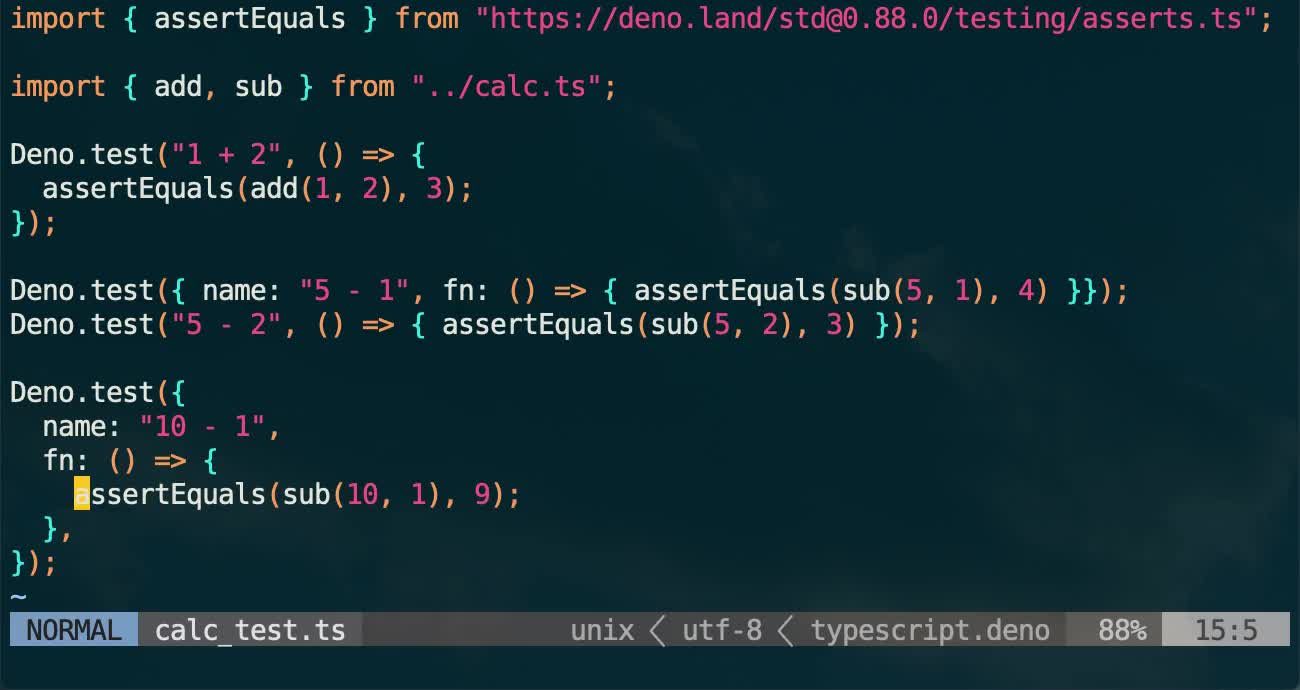 import { assertEquals } from "https://deno.land/std@0.88.0/testing/asserts.ts";
import { add, sub } from "../calc.ts";
Deno.test("1 + 2", () => {
  assertEquals(add(1, 2), 3);
});
Deno.test({ name: "5 - 1", fn: () => { assertEquals(sub(5, 1), 4) }});
Deno.test("5 - 2", () => { assertEquals(sub(5, 2), 3) });
Deno.test({
  name: "10 - 1",
  fn: () => {
    assertEquals(sub(10, 1), 9);
  },
});
~
NORMAL calc_test.ts unix < utf-8 < typescript.deno 88% 15:5